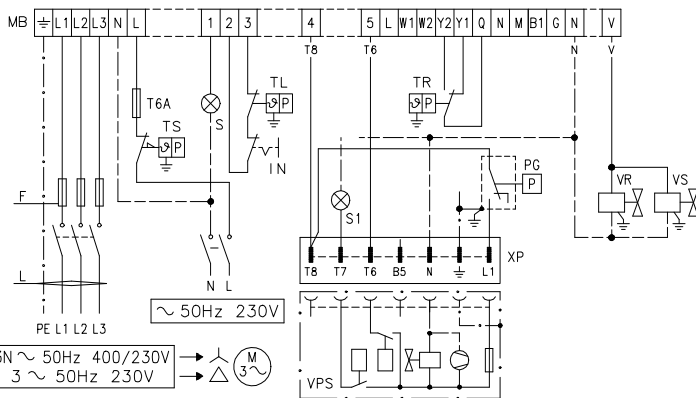 MB ⏚ L1 L2 L3 N L 1 2 3 4 5 L W1 W2 Y2 Y1 Q N M B1 G N V
T8 T6 N V
TL
ϑ P
TR
ϑ P
T6A
S
TS
ϑ P
IN
PG
P
VR VS
F
S1
L
N L
T8 T7 T6 B5 N ⏚ L1 XP
PE L1 L2 L3
~ 50Hz 230V
3N ~ 50Hz 400/230V
3 ~ 50Hz 230V
M
3~
VPS